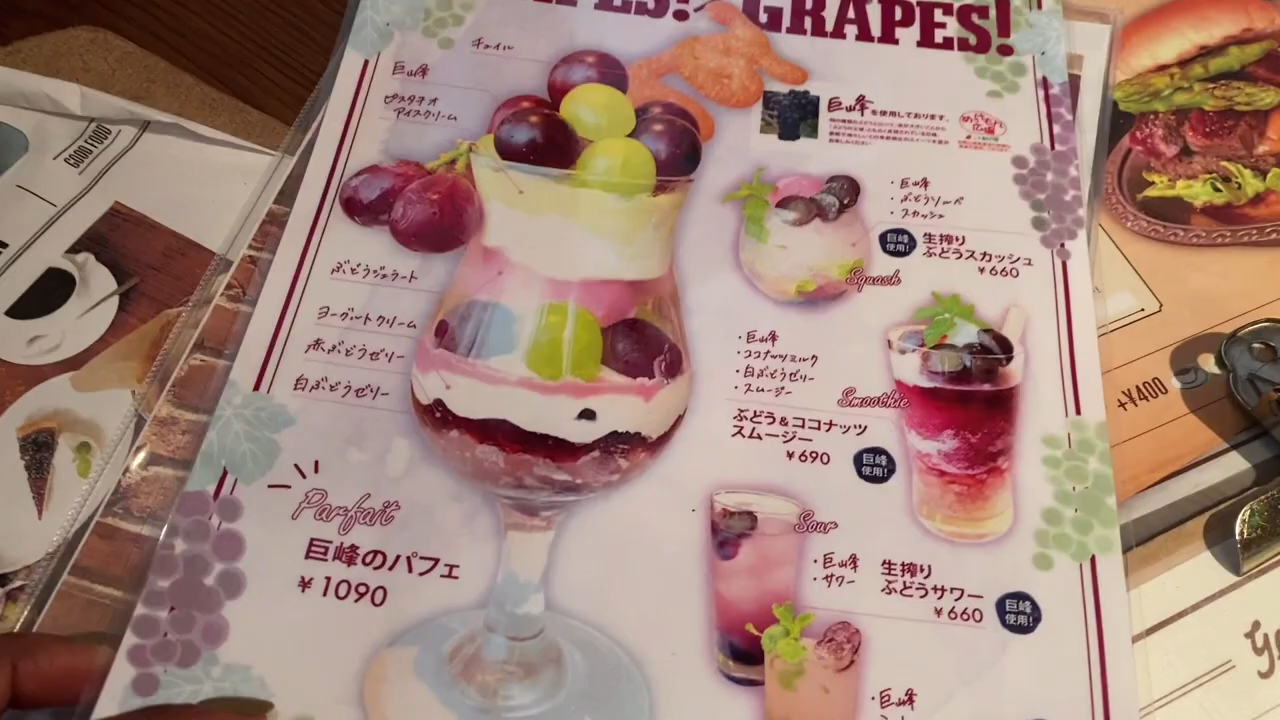 GRAPES!
チュイル
巨峰
ピスタチオ
アイスクリーム
ぶどうジェラート
ヨーグルトクリーム
赤ぶどうゼリー
白ぶどうゼリー
Parfait
巨峰のパフェ
¥1090
巨峰を使用しております。
・巨峰
・ぶどうソルベ
・スカッシュ
巨峰
使用!
生搾り
ぶどうスカッシュ
¥660
Squash
・巨峰
・ココナッツミルク
・白ぶどうゼリー
・スムージー
Smoothie
ぶどう&ココナッツ
スムージー
¥690
巨峰
使用!
Sour
・巨峰
・サワー
生搾り
ぶどうサワー
¥660
巨峰
使用!
・巨峰
GOOD FOOD
+¥400